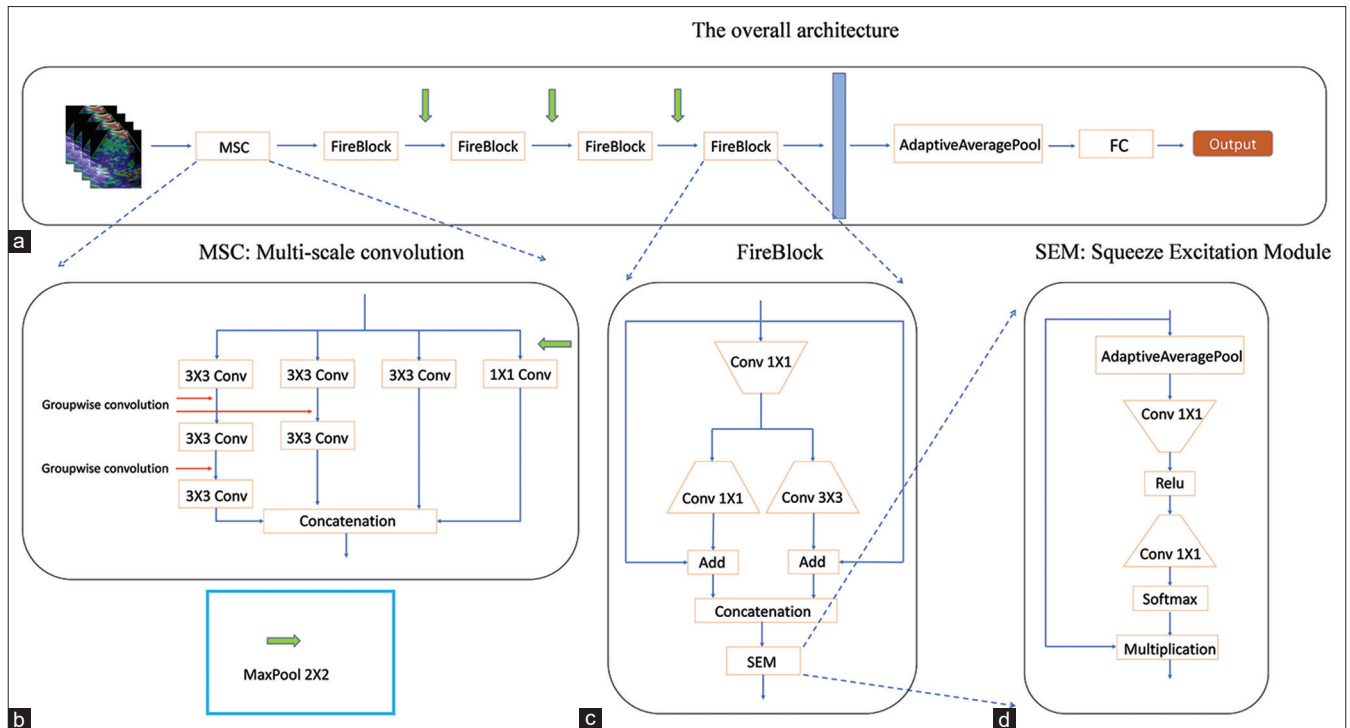 The overall architecture
MSC
FireBlock
FireBlock
FireBlock
FireBlock
AdaptiveAveragePool
FC
Output
a
MSC: Multi-scale convolution
3X3 Conv
3X3 Conv
3X3 Conv
1X1 Conv
Groupwise convolution
3X3 Conv
3X3 Conv
Groupwise convolution
3X3 Conv
Concatenation
MaxPool 2X2
b
FireBlock
Conv 1X1
Conv 1X1
Conv 3X3
Add
Add
Concatenation
SEM
c
SEM: Squeeze Excitation Module
AdaptiveAveragePool
Conv 1X1
Relu
Conv 1X1
Softmax
Multiplication
d